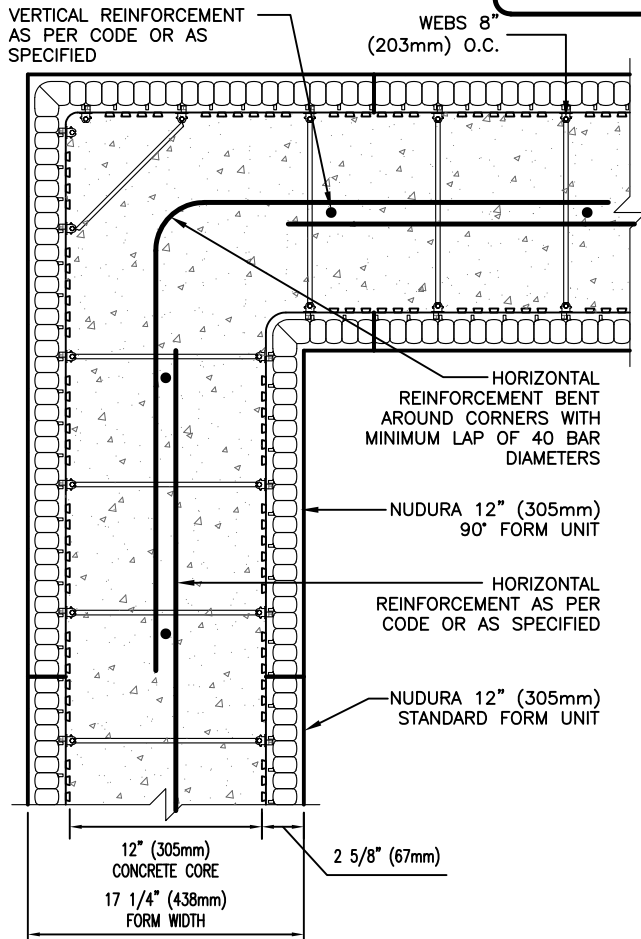 VERTICAL REINFORCEMENT
AS PER CODE OR AS
SPECIFIED
WEBS 8"
(203mm) O.C.
HORIZONTAL
REINFORCEMENT BENT
AROUND CORNERS WITH
MINIMUM LAP OF 40 BAR
DIAMETERS
NUDURA 12" (305mm)
90° FORM UNIT
HORIZONTAL
REINFORCEMENT AS PER
CODE OR AS SPECIFIED
NUDURA 12" (305mm)
STANDARD FORM UNIT
12" (305mm)
CONCRETE CORE
2 5/8" (67mm)
17 1/4" (438mm)
FORM WIDTH